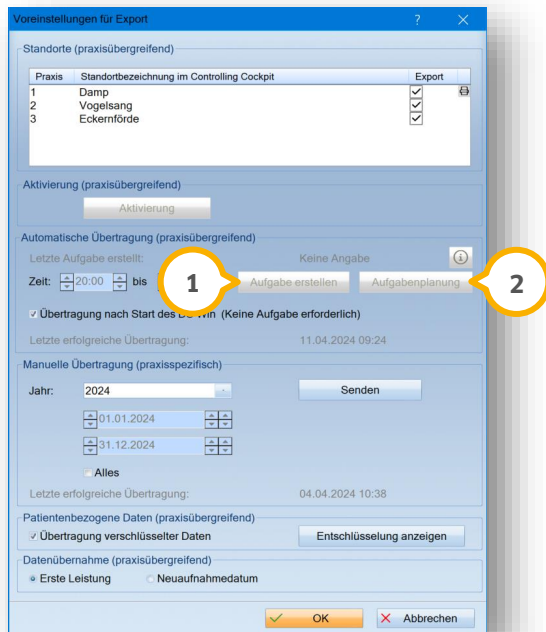 Voreinstellungen für Export ?
Standorte (praxisübergreifend)
Praxis Standortbezeichnung im Controlling Cockpit Export
1 Damp
2 Vogelsang
3 Eckernförde
Aktivierung (praxisübergreifend)
Aktivierung
Automatische Übertragung (praxisübergreifend)
Letzte Aufgabe erstellt: Keine Angabe
Zeit: 20:00 bis Aufgabe erstellen Aufgabenplanung
1 2
Übertragung nach Start des Win (Keine Aufgabe erforderlich)
Letzte erfolgreiche Übertragung: 11.04.2024 09:24
Manuelle Übertragung (praxisspezifisch)
Jahr: 2024 Senden
01.01.2024
31.12.2024
Alles
Letzte erfolgreiche Übertragung: 04.04.2024 10:38
Patientenbezogene Daten (praxisübergreifend)
Übertragung verschlüsselter Daten Entschlüsselung anzeigen
Datenübernahme (praxisübergreifend)
Erste Leistung Neuaufnahmedatum
OK Abbrechen